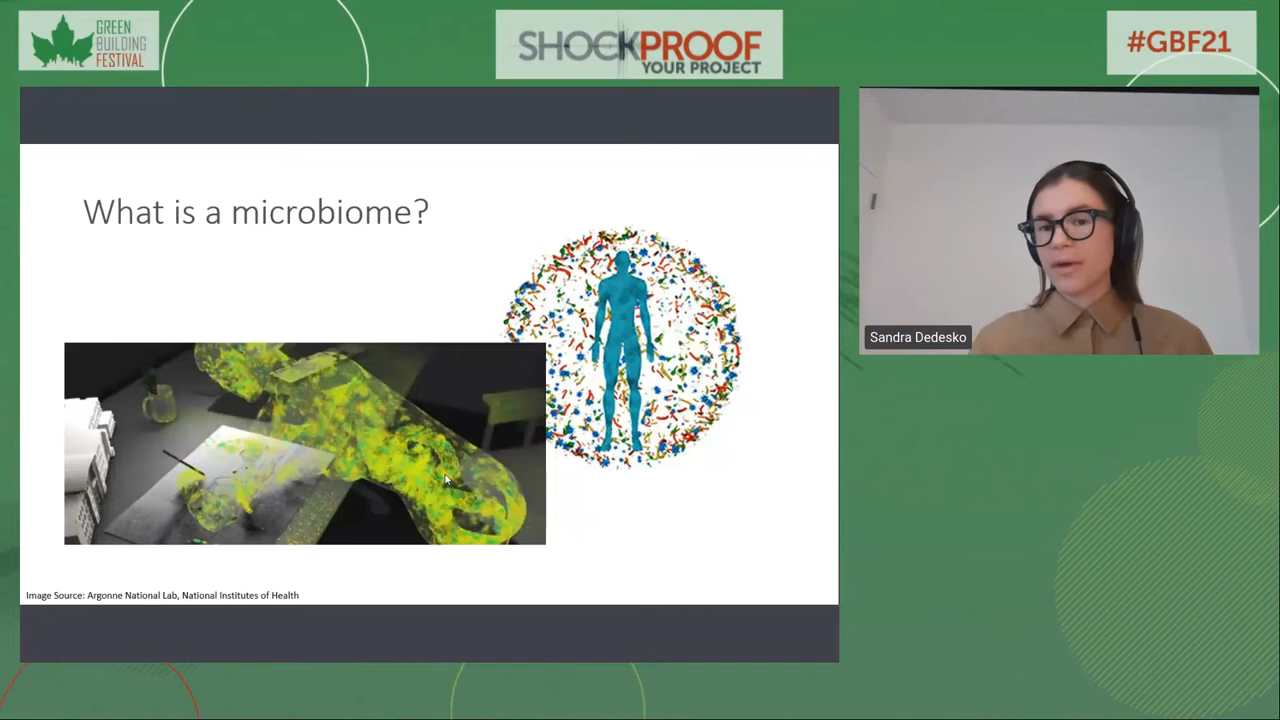 GREEN
BUILDING
FESTIVAL
SHOCKPROOF
YOUR PROJECT
#GBF21
What is a microbiome?
Sandra Dedesko
Image Source: Argonne National Lab, National Institutes of Health